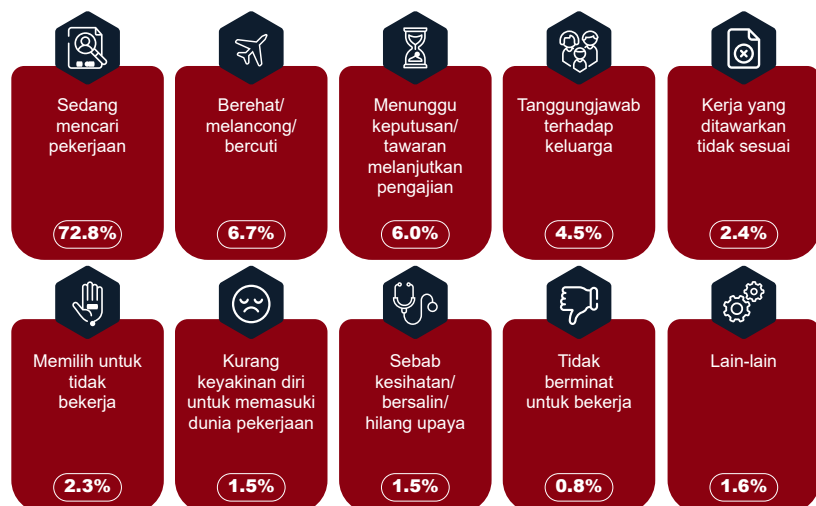 Sedang
mencari
pekerjaan
72.8%
Berehat/
melancong/
bercuti
6.7%
Menunggu
keputusan/
tawaran
melanjutkan
pengajian
6.0%
Tanggungjawab
terhadap
keluarga
4.5%
Kerja yang
ditawarkan
tidak sesuai
2.4%
Memilih untuk
tidak
bekerja
2.3%
Kurang
keyakinan diri
untuk memasuki
dunia pekerjaan
1.5%
Sebab
kesihatan/
bersalin/
hilang upaya
1.5%
Tidak
berminat
untuk bekerja
0.8%
Lain-lain
1.6%